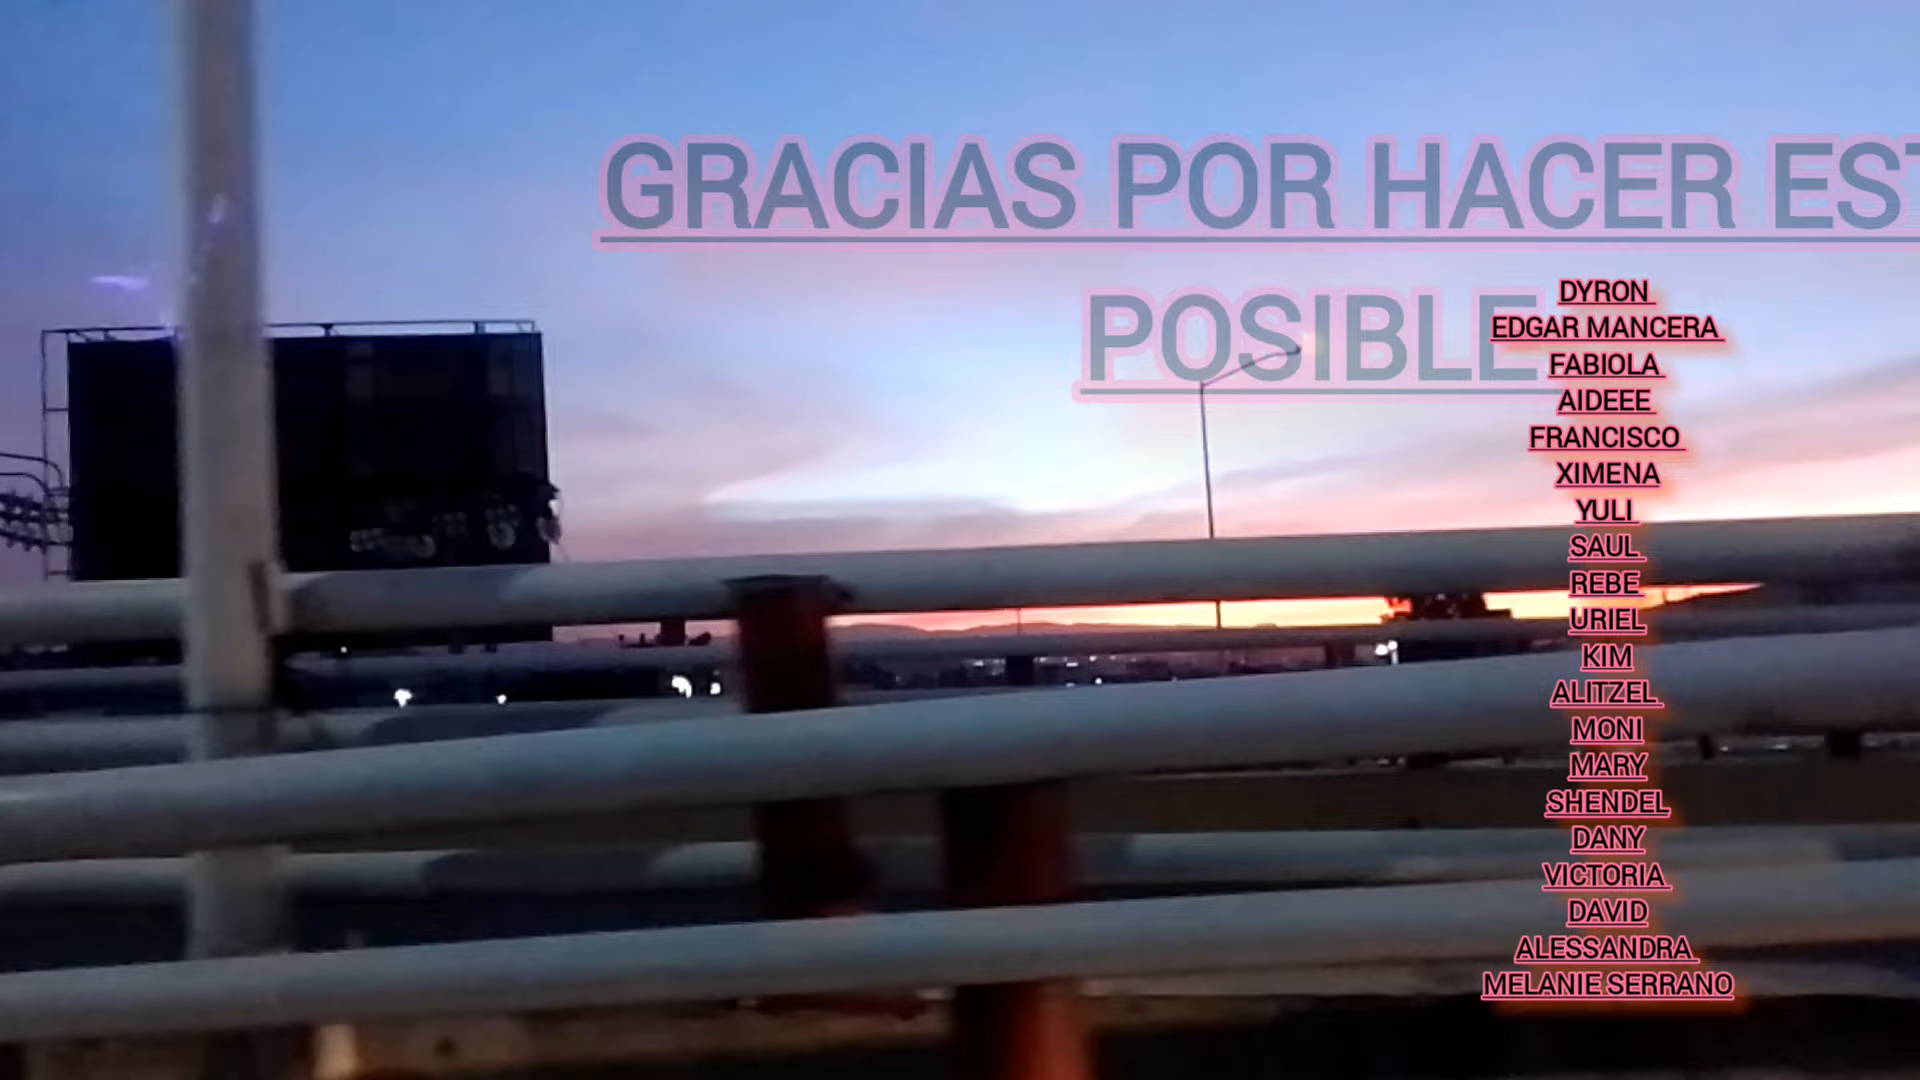 GRACIAS POR HACER EST
POSIBLE
DYRON
EDGAR MANCERA
FABIOLA
AIDEEE
FRANCISCO
XIMENA
YULI
SAUL
REBE
URIEL
KIM
ALITZEL
MONI
MARY
SHENDEL
DANY
VICTORIA
DAVID
ALESSANDRA
MELANIE SERRANO